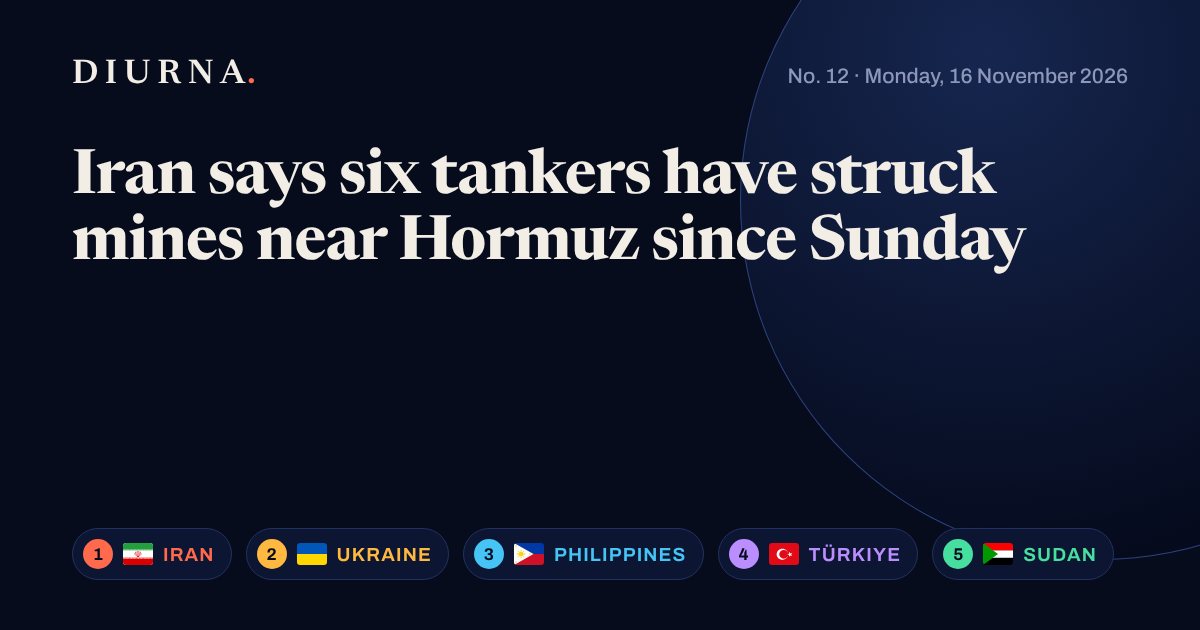 DIURNA.
No. 12 · Monday, 16 November 2026
Iran says six tankers have struck
mines near Hormuz since Sunday
1 IRAN
2 UKRAINE
3 PHILIPPINES
4 TÜRKIYE
5 SUDAN